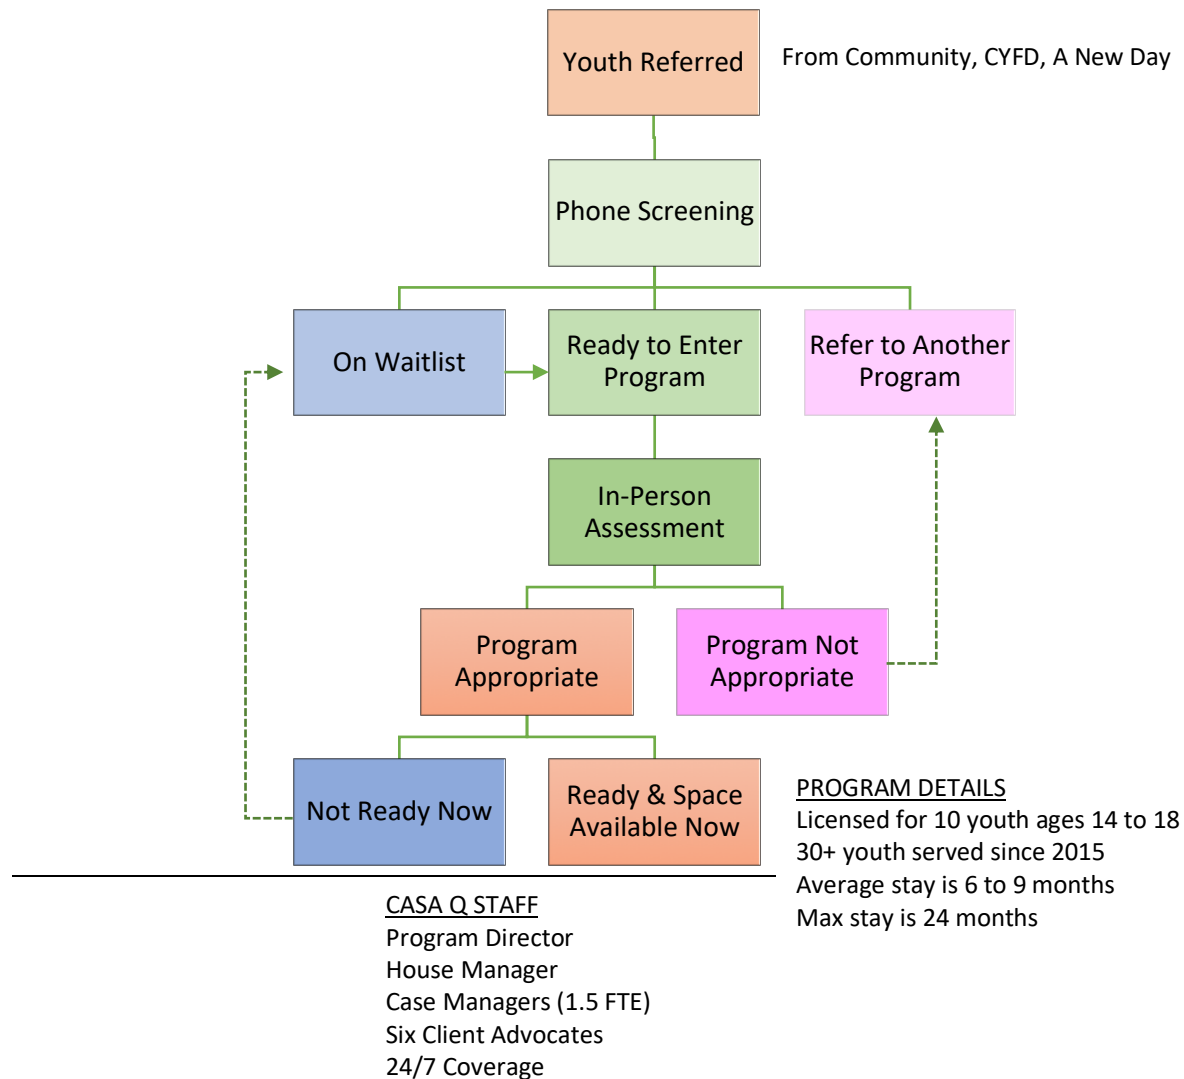 Youth Referred
From Community, CYFD, A New Day
Phone Screening
On Waitlist
Ready to Enter
Program
Refer to Another
Program
In-Person
Assessment
Program
Appropriate
Program Not
Appropriate
Not Ready Now
Ready & Space
Available Now
PROGRAM DETAILS
Licensed for 10 youth ages 14 to 18
30+ youth served since 2015
Average stay is 6 to 9 months
Max stay is 24 months
CASA Q STAFF
Program Director
House Manager
Case Managers (1.5 FTE)
Six Client Advocates
24/7 Coverage